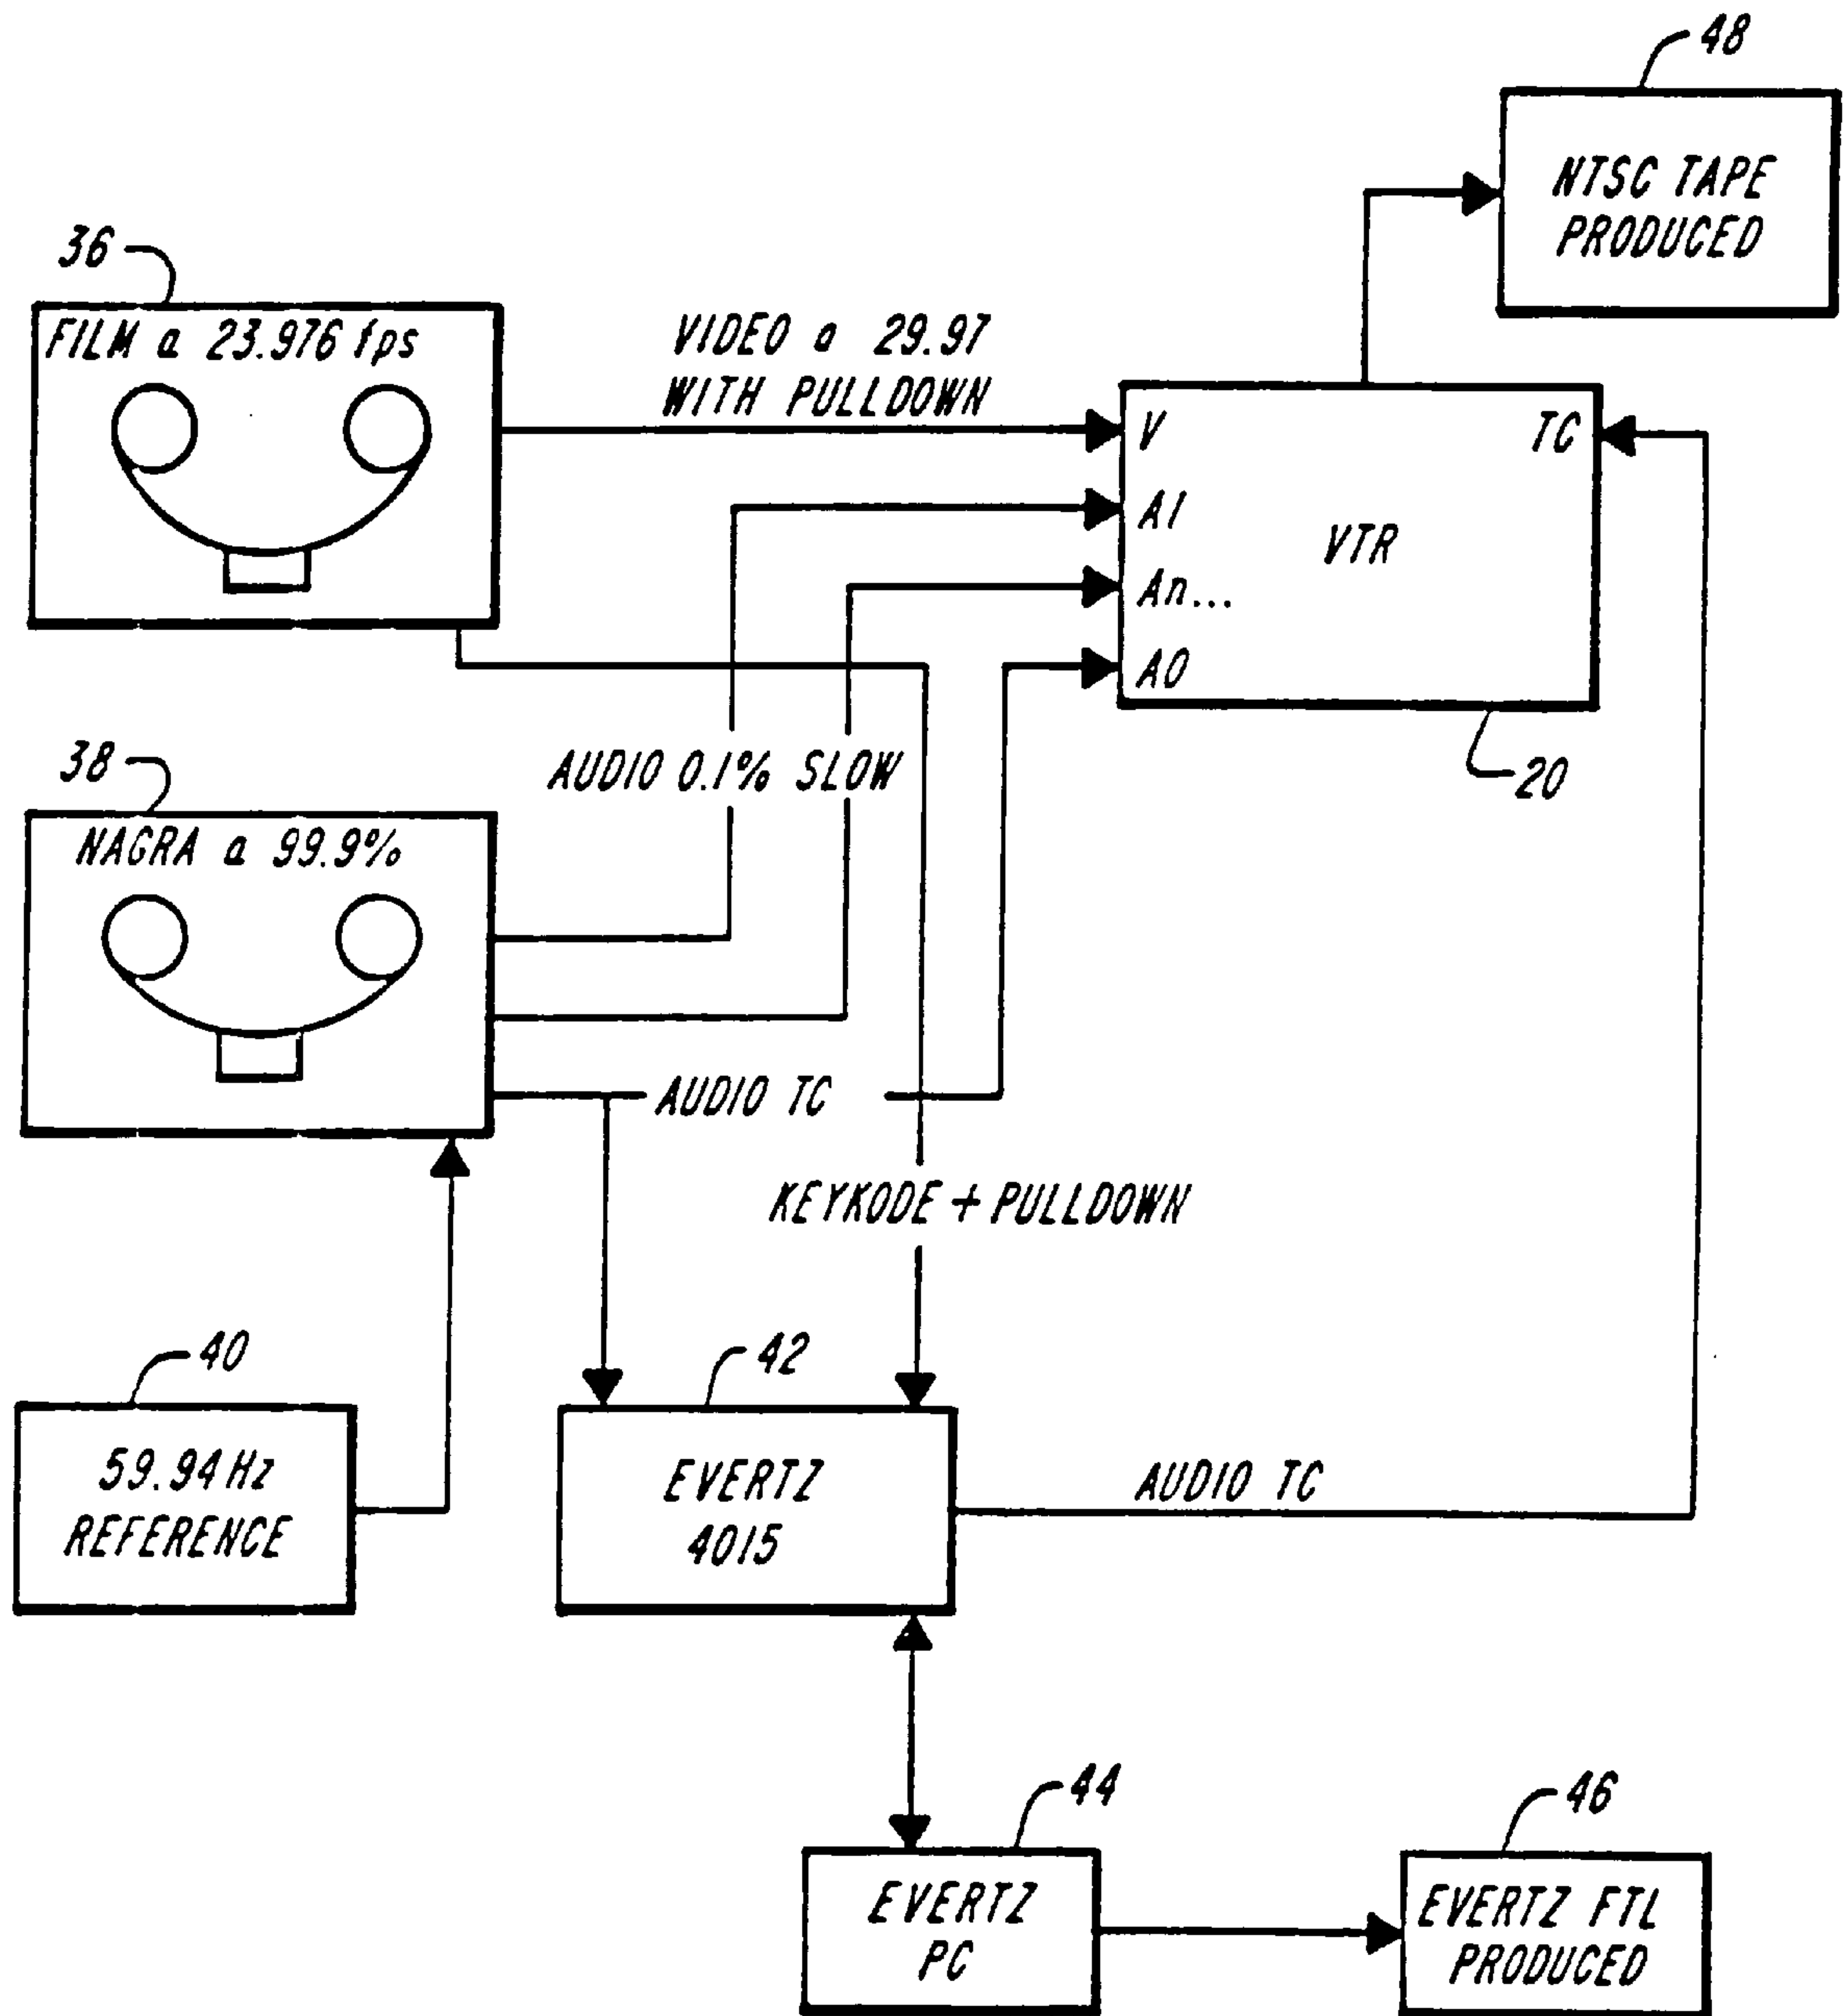 48
NTSC TAPE
PRODUCED
36
FILM @ 23.976 fps
VIDEO @ 29.97
WITH PULLDOWN
V
TC
A1
VTR
An...
A0
20
38
AUDIO 0.1% SLOW
NAGRA @ 99.9%
AUDIO TC
KEYKODE + PULLDOWN
40
42
59.94 Hz
REFERENCE
EVERTZ
4015
AUDIO TC
44
46
EVERTZ
PC
EVERTZ FTL
PRODUCED